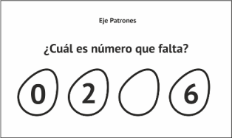 Eje Patrones
¿Cuál es número que falta?
0 2 6